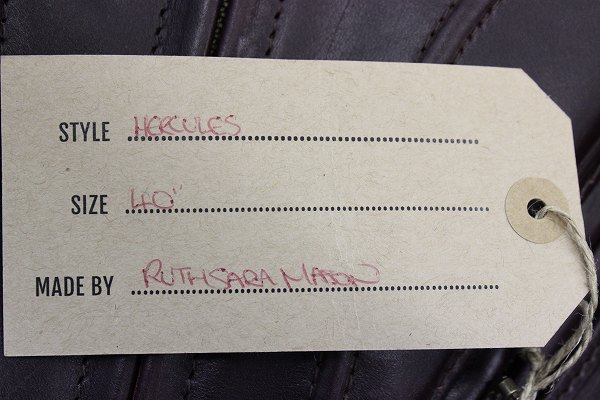 STYLE HERCULES
SIZE 40"
MADE BY RUTHSARA MASON